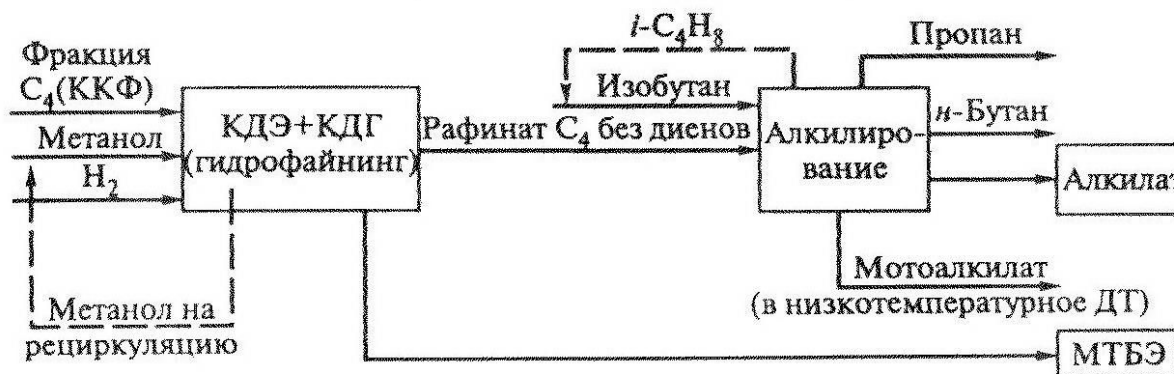 Фракция
C₄(ККФ)
Метанол
H₂
Метанол на
рециркуляцию
КДЭ+КДГ
(гидрофайнинг)
i-C₄H₈
Изобутан
Рафинат C₄ без диенов
Алкилиро-
вание
Пропан
н-Бутан
Алкилат
Мотоалкилат
(в низкотемпературное ДТ)
МТБЭ